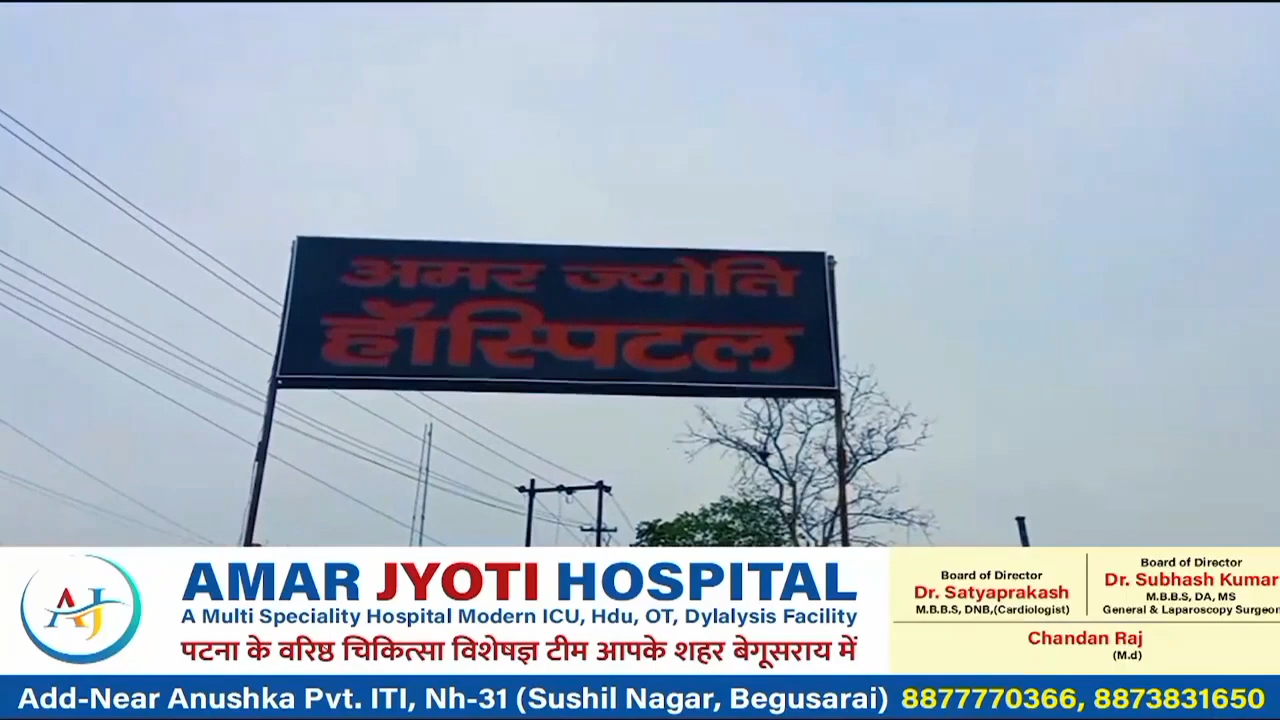 अमर ज्योति
हॉस्पिटल
AJ
AMAR JYOTI HOSPITAL
A Multi Speciality Hospital Modern ICU, Hdu, OT, Dylalysis Facility
पटना के वरिष्ठ चिकित्सा विशेषज्ञ टीम आपके शहर बेगूसराय में
Board of Director
Dr. Satyaprakash
M.B.B.S, DNB,(Cardiologist)
Board of Director
Dr. Subhash Kumar
M.B.B.S, DA, MS
General & Laparoscopy Surgeon
Chandan Raj
(M.d)
Add-Near Anushka Pvt. ITI, Nh-31 (Sushil Nagar, Begusarai) 8877770366, 8873831650